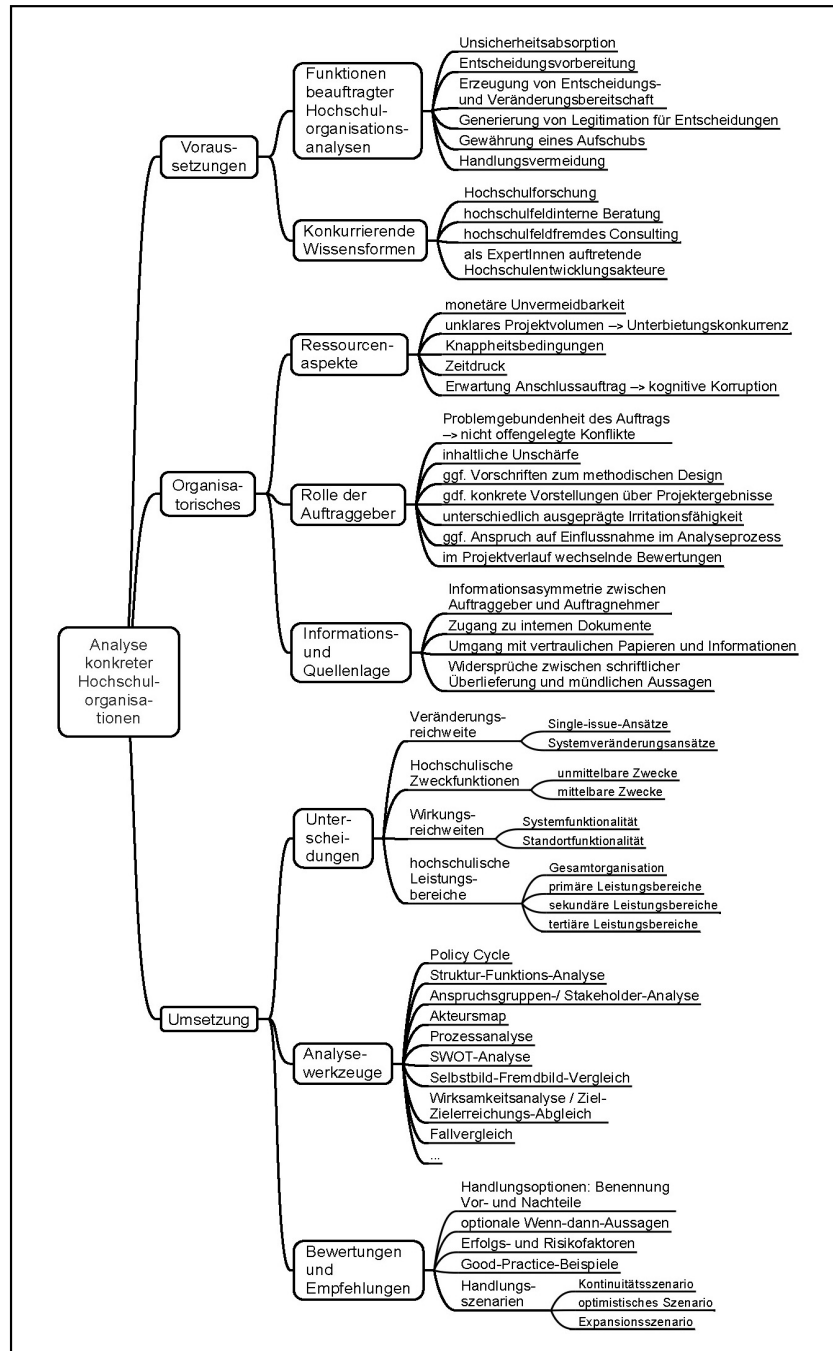 Analyse
konkreter
Hochschul-
organisa-
tionen
Voraus-
setzungen
Funktionen
beauftragter
Hochschul-
organisations-
analysen
Unsicherheitsabsorption
Entscheidungsvorbereitung
Erzeugung von Entscheidungs-
und Veränderungsbereitschaft
Generierung von Legitimation für Entscheidungen
Gewährung eines Aufschubs
Handlungsvermeidung
Konkurrierende
Wissensformen
Hochschulforschung
hochschulfeldinterne Beratung
hochschulfeldfremdes Consulting
als ExpertInnen auftretende
Hochschulentwicklungsakteure
Organisa-
torisches
Ressourcen-
aspekte
monetäre Unvermeidbarkeit
unklares Projektvolumen –> Unterbietungskonkurrenz
Knappheitsbedingungen
Zeitdruck
Erwartung Anschlussauftrag –> kognitive Korruption
Rolle der
Auftraggeber
Problemgebundenheit des Auftrags
–> nicht offengelegte Konflikte
inhaltliche Unschärfe
ggf. Vorschriften zum methodischen Design
gdf. konkrete Vorstellungen über Projektergebnisse
unterschiedlich ausgeprägte Irritationsfähigkeit
ggf. Anspruch auf Einflussnahme im Analyseprozess
im Projektverlauf wechselnde Bewertungen
Informations-
und
Quellenlage
Informationsasymmetrie zwischen
Auftraggeber und Auftragnehmer
Zugang zu internen Dokumente
Umgang mit vertraulichen Papieren und Informationen
Widersprüche zwischen schriftlicher
Überlieferung und mündlichen Aussagen
Umsetzung
Unter-
schei-
dungen
Veränderungs-
reichweite
Single-issue-Ansätze
Systemveränderungsansätze
Hochschulische
Zweckfunktionen
unmittelbare Zwecke
mittelbare Zwecke
Wirkungs-
reichweiten
Systemfunktionalität
Standortfunktionalität
hochschulische
Leistungs-
bereiche
Gesamtorganisation
primäre Leistungsbereiche
sekundäre Leistungsbereiche
tertiäre Leistungsbereiche
Analyse-
werkzeuge
Policy Cycle
Struktur-Funktions-Analyse
Anspruchsgruppen-/ Stakeholder-Analyse
Akteursmap
Prozessanalyse
SWOT-Analyse
Selbstbild-Fremdbild-Vergleich
Wirksamkeitsanalyse / Ziel-
Zielerreichungs-Abgleich
Fallvergleich
...
Bewertungen
und
Empfehlungen
Handlungsoptionen: Benennung
Vor- und Nachteile
optionale Wenn-dann-Aussagen
Erfolgs- und Risikofaktoren
Good-Practice-Beispiele
Handlungs-
szenarien
Kontinuitätsszenario
optimistisches Szenario
Expansionsszenario